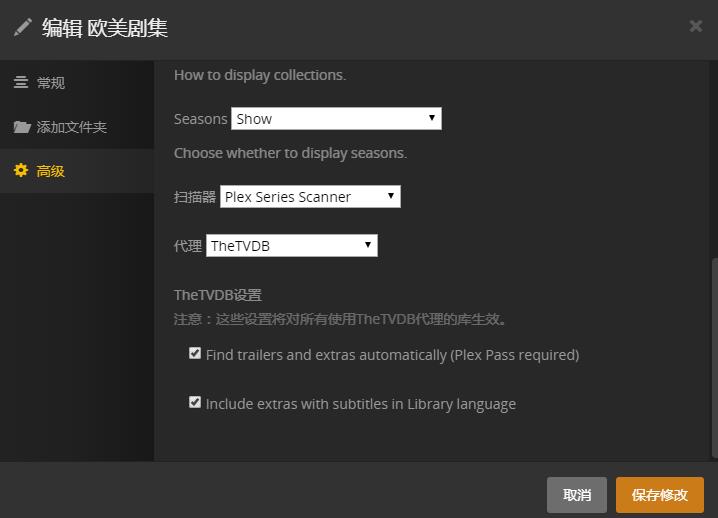 编辑 欧美剧集
常规
添加文件夹
高级
How to display collections.
Seasons Show
Choose whether to display seasons.
扫描器 Plex Series Scanner
代理 TheTVDB
TheTVDB设置
注意：这些设置将对所有使用TheTVDB代理的库生效。
Find trailers and extras automatically (Plex Pass required)
Include extras with subtitles in Library language
取消
保存修改